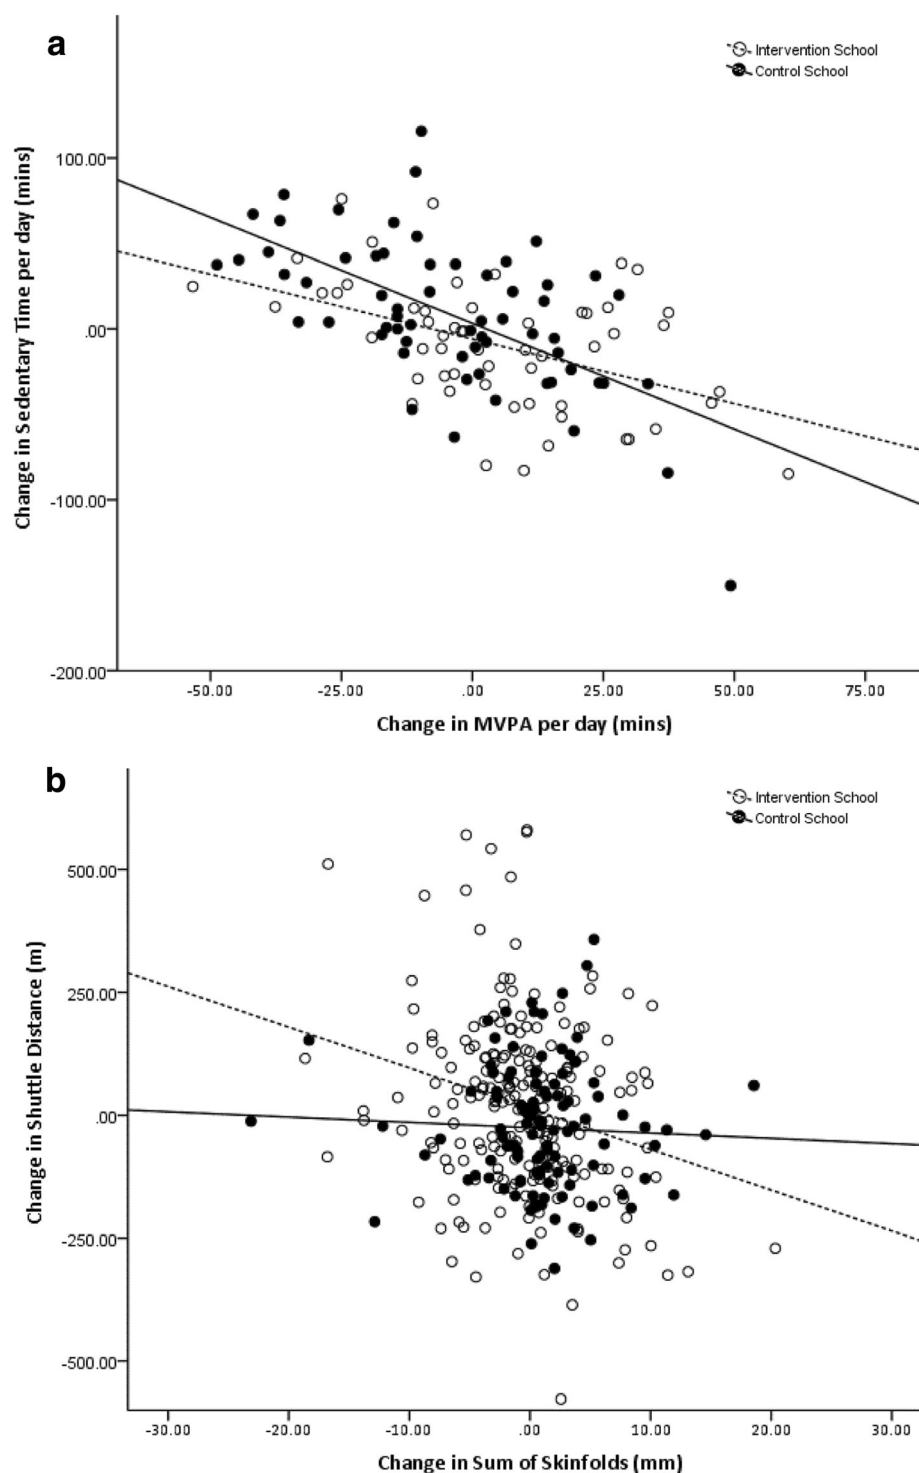 a
Intervention School
Control School
Change in Sedentary Time per day (mins)
100.00
.00
-100.00
-200.00
-50.00 -25.00 .00 25.00 50.00 75.00
Change in MVPA per day (mins)
b
Intervention School
Control School
Change in Shuttle Distance (m)
500.00
250.00
.00
-250.00
-500.00
-30.00 -20.00 -10.00 .00 10.00 20.00 30.00
Change in Sum of Skinfolds (mm)